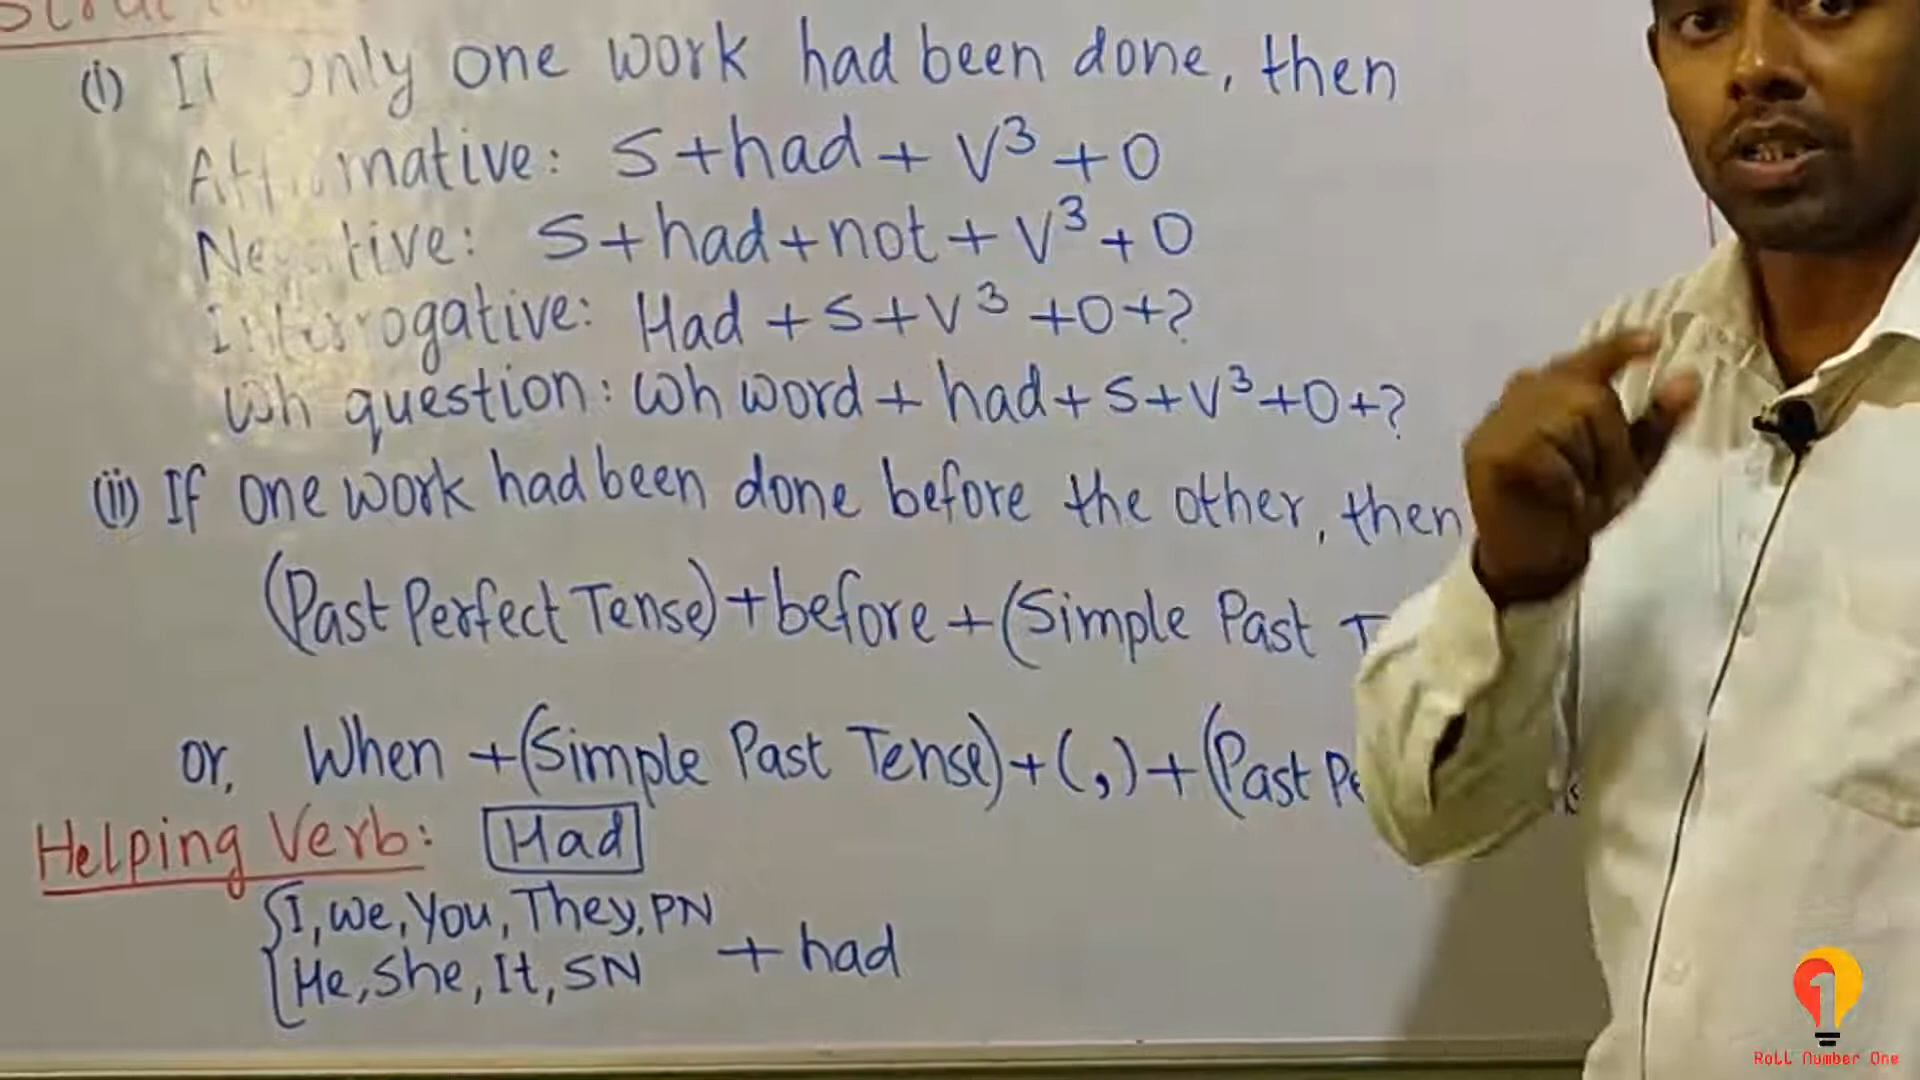 (i) If only one work had been done, then
Affirmative: S+had+V³+O
Negative: S+had+not+V³+O
Interrogative: Had+S+V³+O+?
Wh question: Wh word+had+S+V³+O+?
(ii) If one work had been done before the other, then
(Past Perfect Tense)+before+(Simple Past T
or, When+(Simple Past Tense)+(,)+(Past Pe
Helping Verb: Had
I, We, You, They, PN
He, She, It, SN
+ had
1
Roll Number One